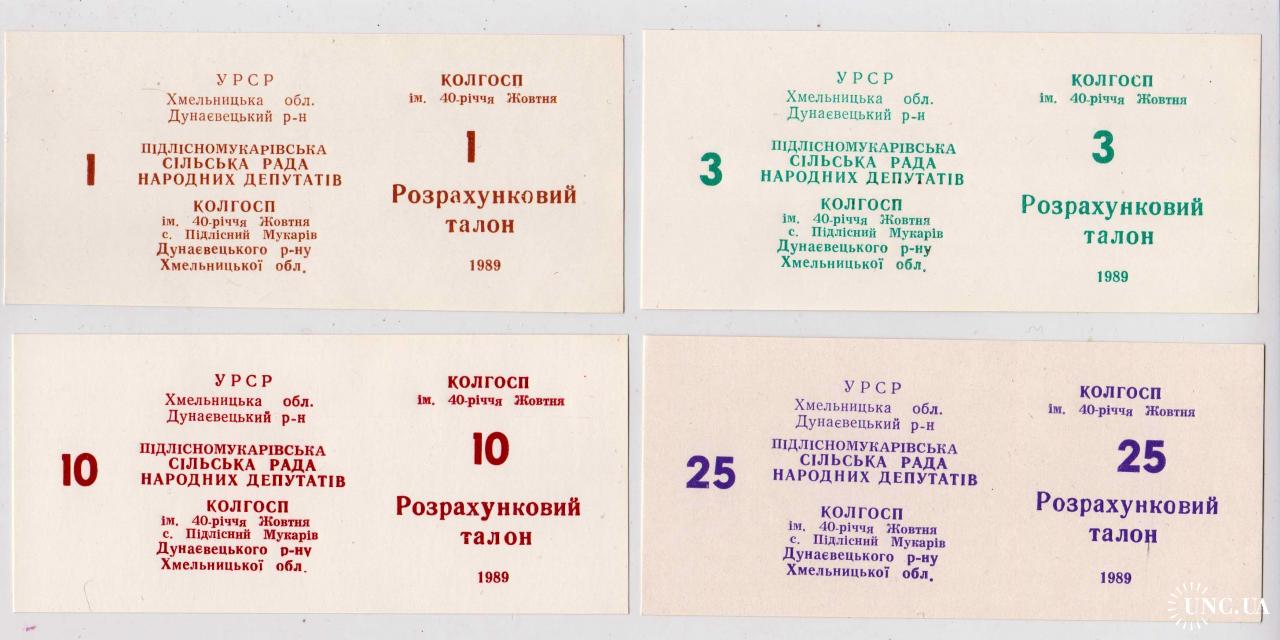 УРСР
Хмельницька обл.
Дунаєвецький р-н
1
ПІДЛІСНОМУКАРІВСЬКА
СІЛЬСЬКА РАДА
НАРОДНИХ ДЕПУТАТІВ
КОЛГОСП
ім. 40-річчя Жовтня
с. Підлісний Мукарів
Дунаєвецького р-ну
Хмельницької обл.
КОЛГОСП
ім. 40-річчя Жовтня
1
Розрахунковий
талон
1989
УРСР
Хмельницька обл.
Дунаєвецький р-н
3
ПІДЛІСНОМУКАРІВСЬКА
СІЛЬСЬКА РАДА
НАРОДНИХ ДЕПУТАТІВ
КОЛГОСП
ім. 40-річчя Жовтня
с. Підлісний Мукарів
Дунаєвецького р-ну
Хмельницької обл.
КОЛГОСП
ім. 40-річчя Жовтня
3
Розрахунковий
талон
1989
УРСР
Хмельницька обл.
Дунаєвецький р-н
10
ПІДЛІСНОМУКАРІВСЬКА
СІЛЬСЬКА РАДА
НАРОДНИХ ДЕПУТАТІВ
КОЛГОСП
ім. 40-річчя Жовтня
с. Підлісний Мукарів
Дунаєвецького р-ну
Хмельницької обл.
КОЛГОСП
ім. 40-річчя Жовтня
10
Розрахунковий
талон
1989
УРСР
Хмельницька обл.
Дунаєвецький р-н
25
ПІДЛІСНОМУКАРІВСЬКА
СІЛЬСЬКА РАДА
НАРОДНИХ ДЕПУТАТІВ
КОЛГОСП
ім. 40-річчя Жовтня
с. Підлісний Мукарів
Дунаєвецького р-ну
Хмельницької обл.
КОЛГОСП
ім. 40-річчя Жовтня
25
Розрахунковий
талон
1989
UNC.UA